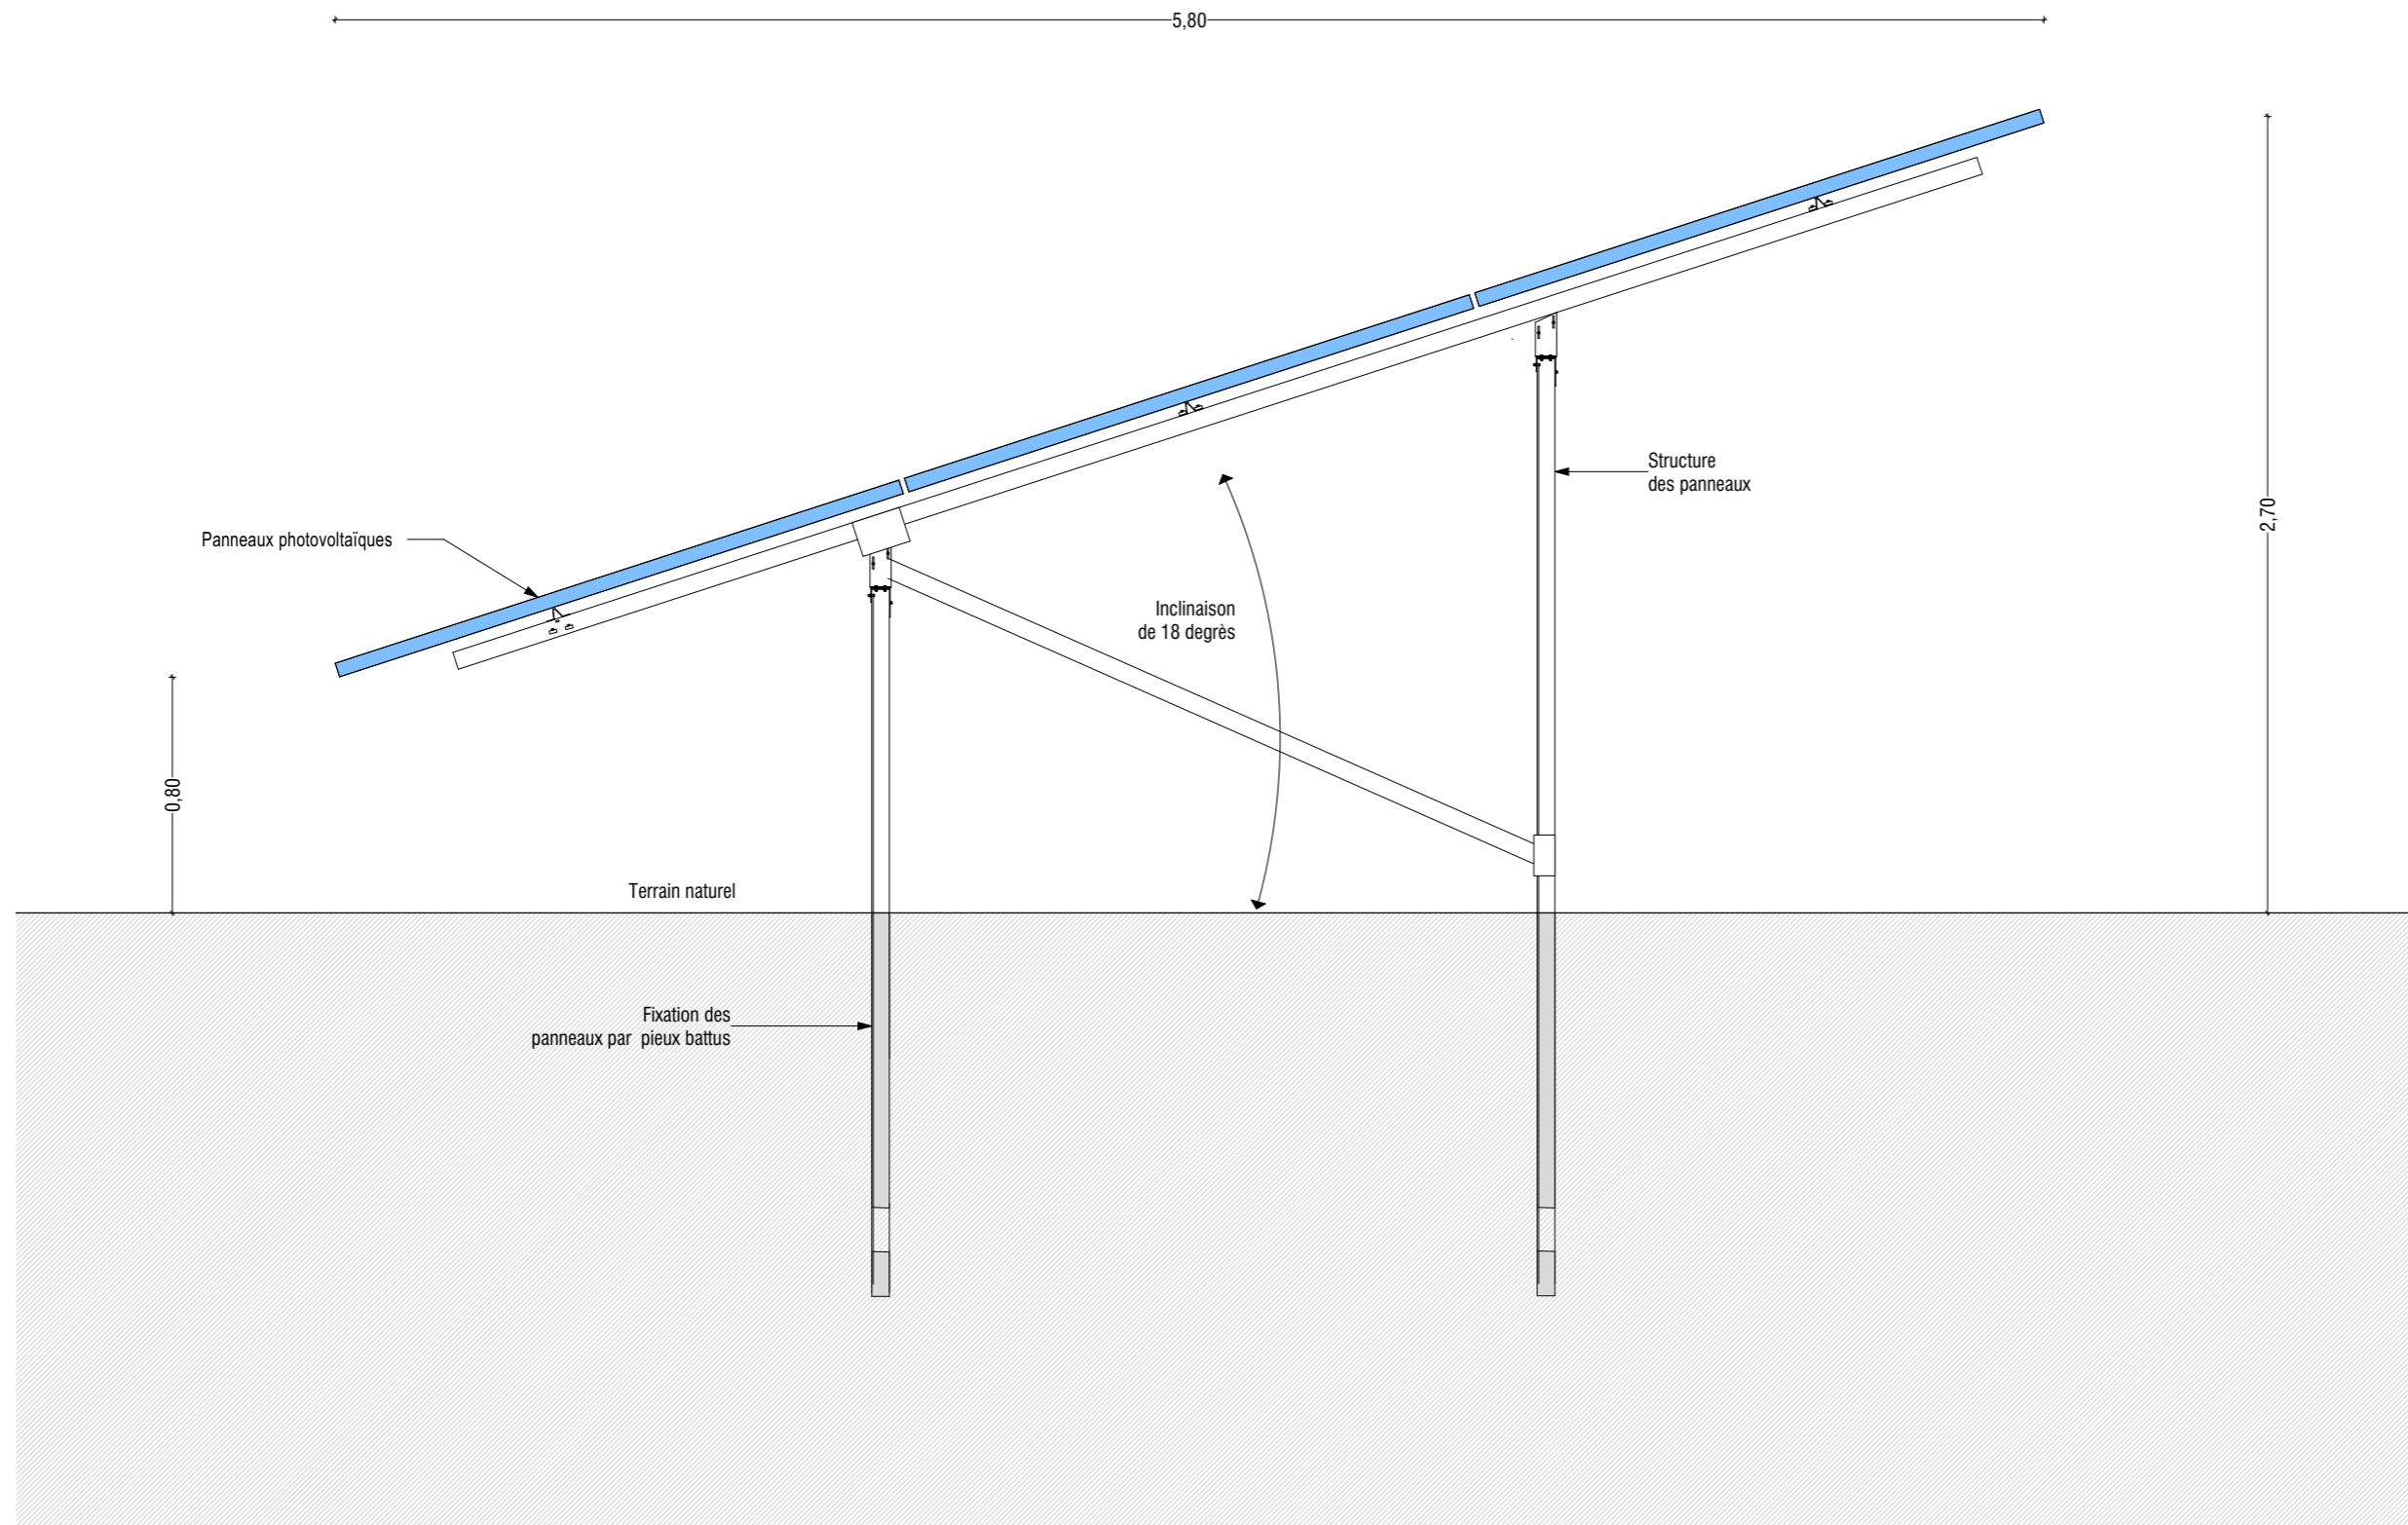 5,80
Structure
des panneaux
2,70
Panneaux photovoltaïques
Inclinaison
de 18 degrès
0,80
Terrain naturel
Fixation des
panneaux par  pieux battus